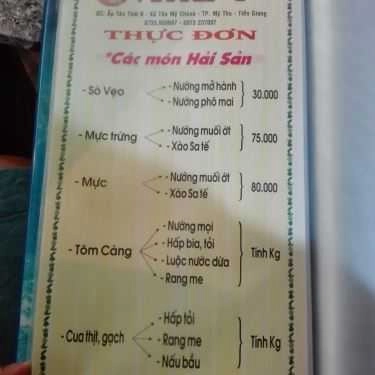 THỰC ĐƠN
*Các món Hải Sản
- Sò Vẹo
- Nướng mở hành
- Nướng phô mai
30.000
- Mực trứng
- Nướng muối ớt
- Xào Sa tế
75.000
- Mực
- Nướng muối ớt
- Xào Sa tế
80.000
- Tôm Càng
- Nướng mọi
- Hấp bia, tỏi
- Luộc nước dừa
- Rang me
Tính Kg
- Cua thịt, gạch
- Hấp tỏi
- Rang me
- Nấu bầu
Tính Kg